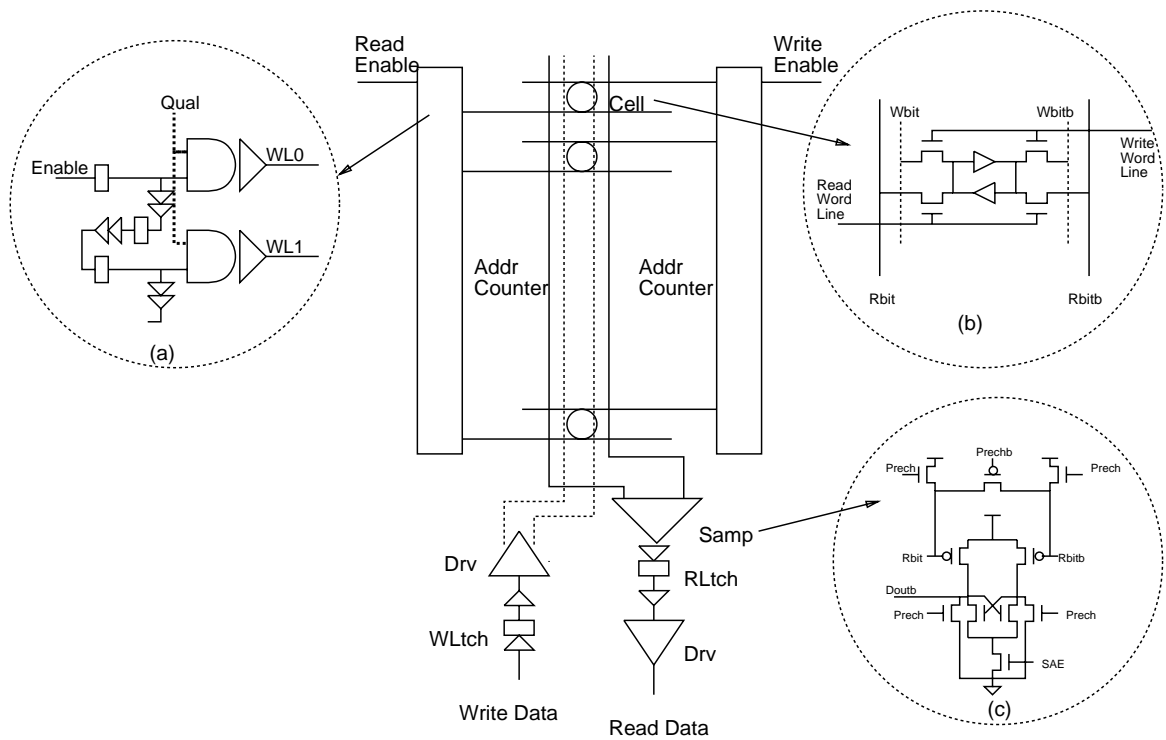 Read
Enable
Write
Enable
Cell
Addr
Counter
Addr
Counter
Qual
Enable
WL0
WL1
(a)
Wbit
Wbitb
Write
Word
Line
Read
Word
Line
Rbit
Rbitb
(b)
Prechb
Prech
Prech
Rbit
Rbitb
Doutb
Prech
Prech
SAE
(c)
Samp
Drv
RLtch
WLtch
Drv
Write Data
Read Data